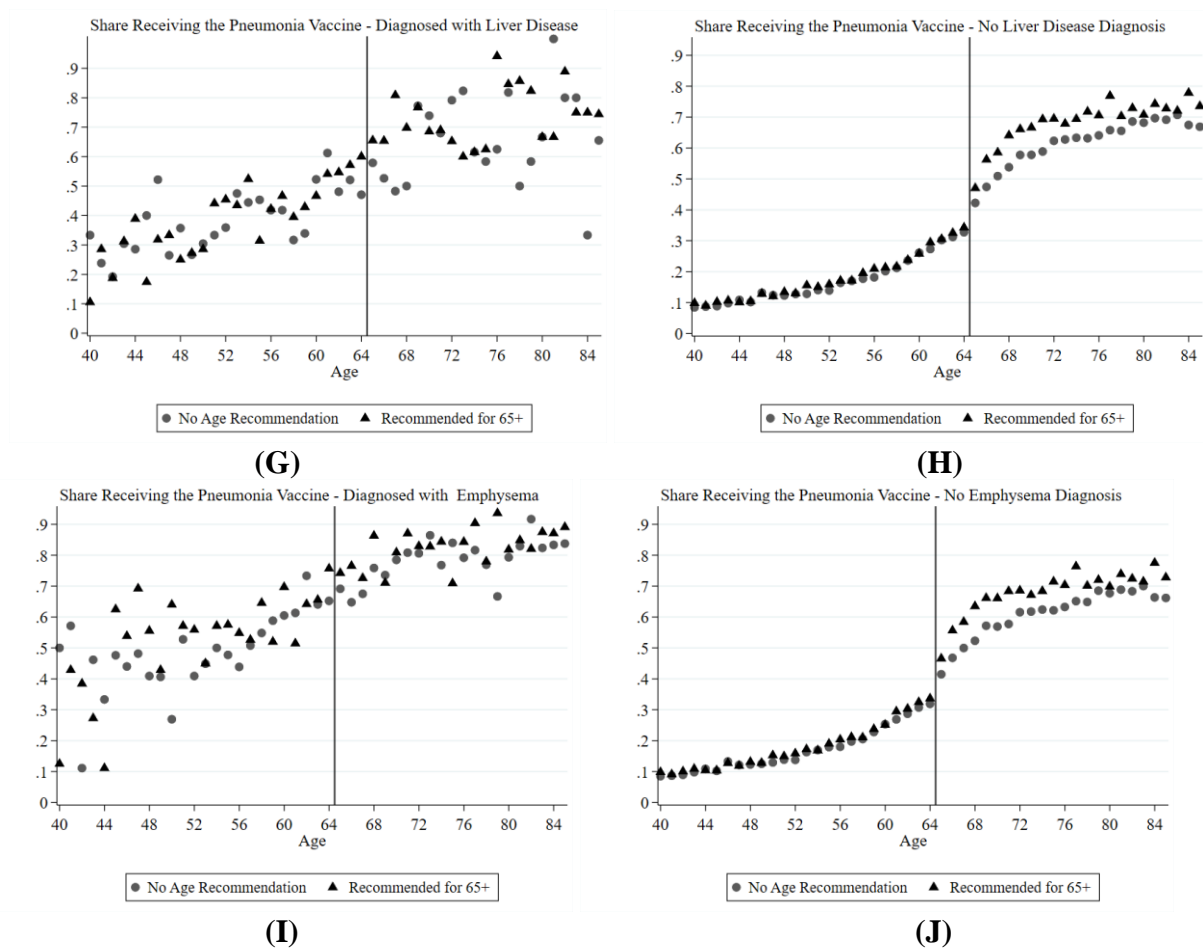 Share Receiving the Pneumonia Vaccine - Diagnosed with Liver Disease
.9
.8
.7
.6
.5
.4
.3
.2
.1
0
40 44 48 52 56 60 64 68 72 76 80 84
Age
No Age Recommendation Recommended for 65+
(G)
Share Receiving the Pneumonia Vaccine - No Liver Disease Diagnosis
.9
.8
.7
.6
.5
.4
.3
.2
.1
0
40 44 48 52 56 60 64 68 72 76 80 84
Age
No Age Recommendation Recommended for 65+
(H)
Share Receiving the Pneumonia Vaccine - Diagnosed with Emphysema
.9
.8
.7
.6
.5
.4
.3
.2
.1
0
40 44 48 52 56 60 64 68 72 76 80 84
Age
No Age Recommendation Recommended for 65+
(I)
Share Receiving the Pneumonia Vaccine - No Emphysema Diagnosis
.9
.8
.7
.6
.5
.4
.3
.2
.1
0
40 44 48 52 56 60 64 68 72 76 80 84
Age
No Age Recommendation Recommended for 65+
(J)